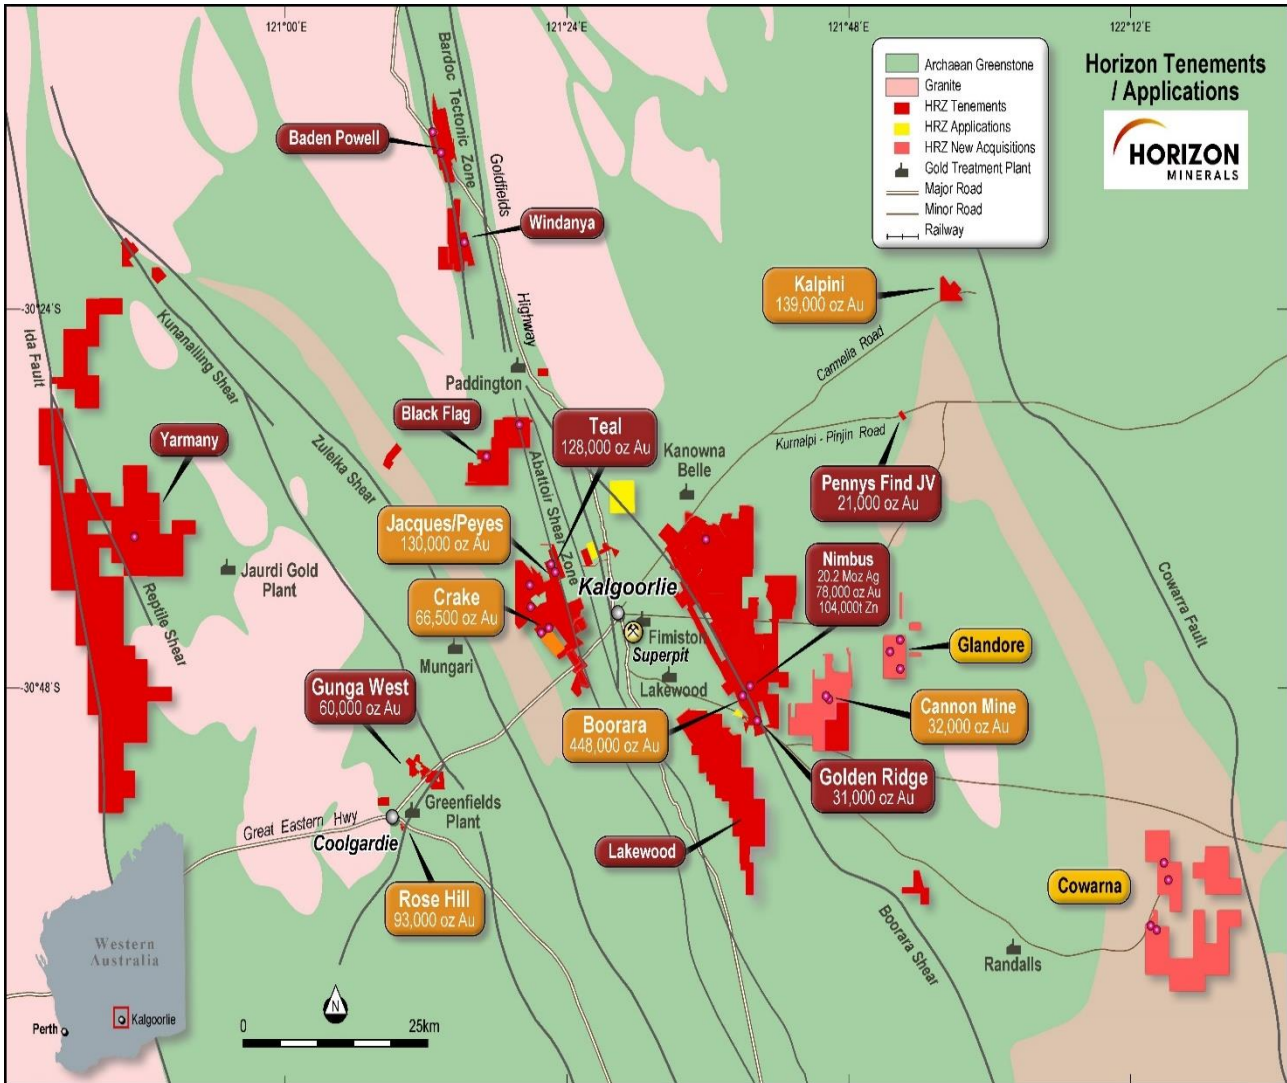 121°00'E
121°24'E
121°48'E
122°12'E
Archaean Greenstone
Granite
HRZ Tenements
HRZ Applications
HRZ New Acquisitions
Gold Treatment Plant
Major Road
Minor Road
Railway
Horizon Tenements
/ Applications
HORIZON
MINERALS
Bardoc Tectonic Zone
Goldfields
Highway
Baden Powell
Windanya
Kalpini
139,000 oz Au
-30°24'S
Ida Fault
Kunanalling Shear
Carmelia Road
Paddington
Black Flag
Teal
128,000 oz Au
Kanowna
Belle
Kurnalpi - Pinjin Road
Yarmany
Zuleika Shear
Abattoir Shear Zone
Pennys Find JV
21,000 oz Au
Jacques/Peyes
130,000 oz Au
Nimbus
20.2 Moz Ag
78,000 oz Au
104,000t Zn
Jaurdi Gold
Plant
Kalgoorlie
Crake
66,500 oz Au
Reptile Shear
Cowarra Fault
Fimiston
Superpit
Glandore
Mungari
Lakewood
-30°48'S
Gunga West
60,000 oz Au
Cannon Mine
32,000 oz Au
Boorara
448,000 oz Au
Golden Ridge
31,000 oz Au
Greenfields
Plant
Great Eastern Hwy
Coolgardie
Lakewood
Rose Hill
93,000 oz Au
Cowarna
Boorara Shear
Randalls
Western
Australia
Perth
Kalgoorlie
N
0
25km